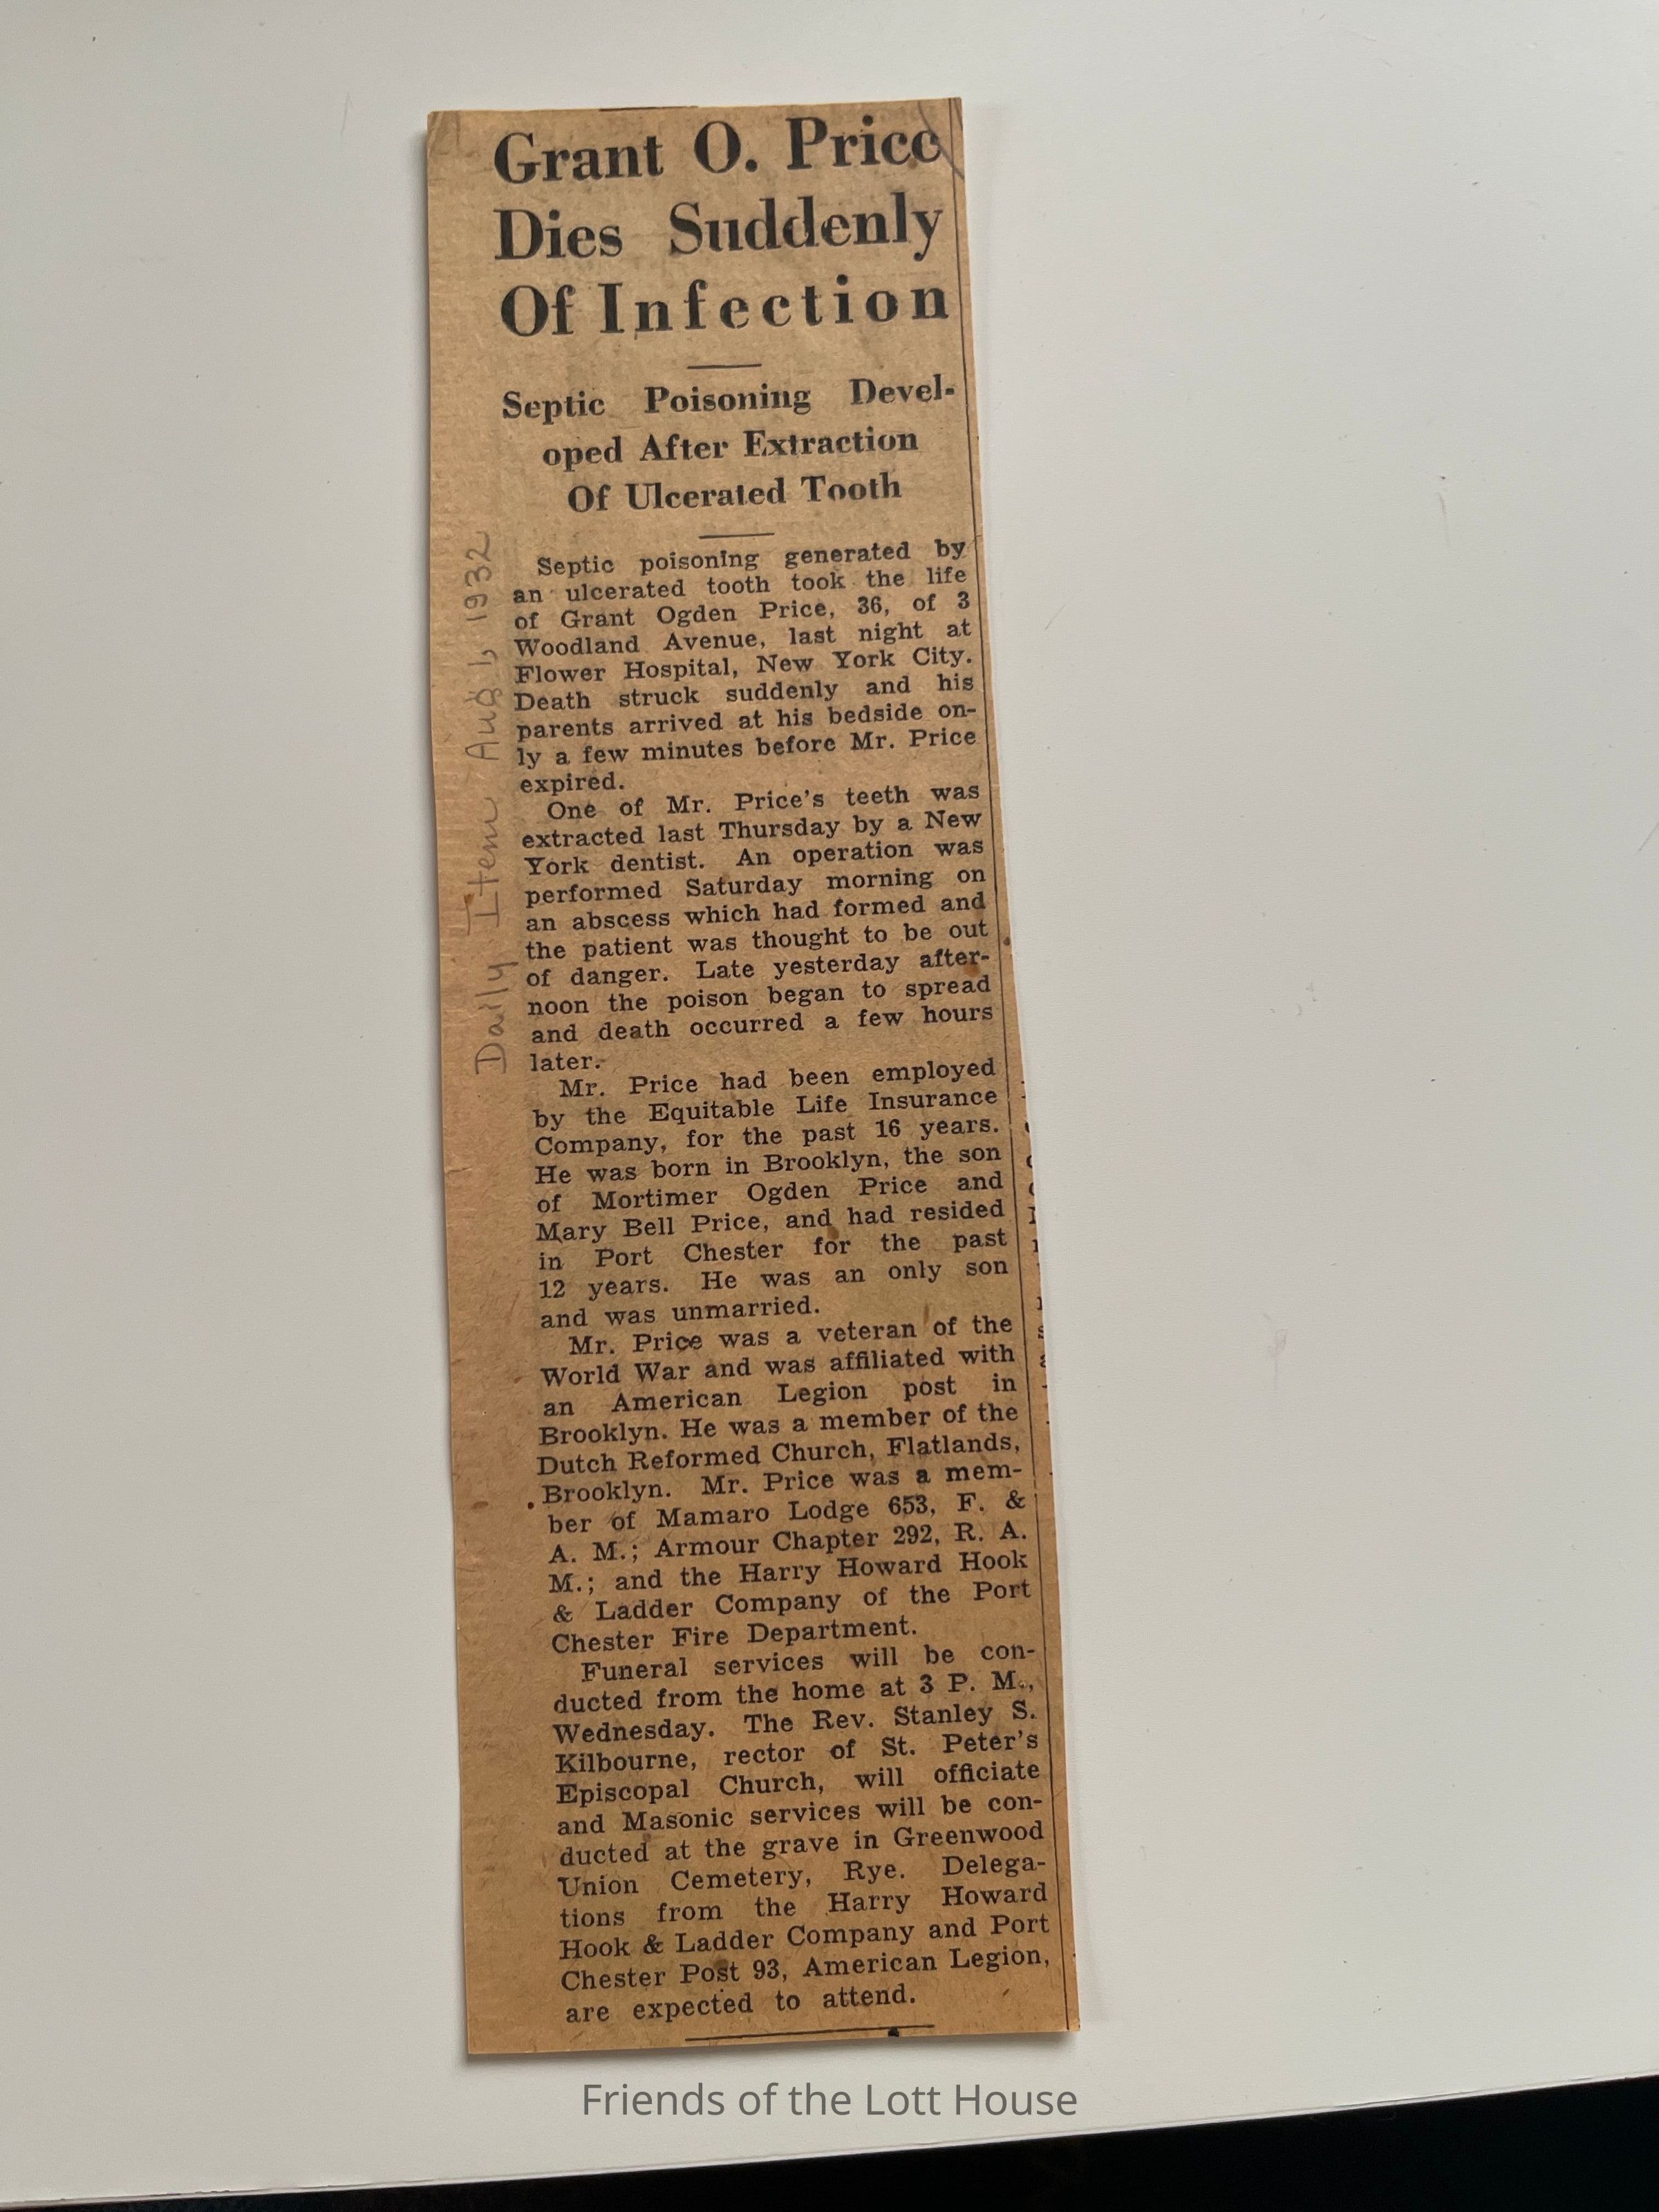 Grant O. Price
Dies Suddenly
Of Infection
Septic Poisoning Devel-
oped After Extraction
Of Ulcerated Tooth
Septic poisoning generated by
an ulcerated tooth took the life
of Grant Ogden Price, 36, of 3
Woodland Avenue, last night at
Flower Hospital, New York City.
Death struck suddenly and his
parents arrived at his bedside on-
ly a few minutes before Mr. Price
expired.
One of Mr. Price's teeth was
extracted last Thursday by a New
York dentist. An operation was
performed Saturday morning on
an abscess which had formed and
the patient was thought to be out
of danger. Late yesterday after-
noon the poison began to spread
and death occurred a few hours
later.
Mr. Price had been employed
by the Equitable Life Insurance
Company, for the past 16 years.
He was born in Brooklyn, the son
of Mortimer Ogden Price and
Mary Bell Price, and had resided
in Port Chester for the past
12 years. He was an only son
and was unmarried.
Mr. Price was a veteran of the
World War and was affiliated with
an American Legion post in
Brooklyn. He was a member of the
Dutch Reformed Church, Flatlands,
Brooklyn. Mr. Price was a mem-
ber of Mamaro Lodge 653, F. &
A. M.; Armour Chapter 292, R. A.
M.; and the Harry Howard Hook
& Ladder Company of the Port
Chester Fire Department.
Funeral services will be con-
ducted from the home at 3 P. M.,
Wednesday. The Rev. Stanley S.
Kilbourne, rector of St. Peter's
Episcopal Church, will officiate
and Masonic services will be con-
ducted at the grave in Greenwood
Union Cemetery, Rye. Delega-
tions from the Harry Howard
Hook & Ladder Company and Port
Chester Post 93, American Legion,
are expected to attend.
Daily Item Aug 1, 1932
Friends of the Lott House